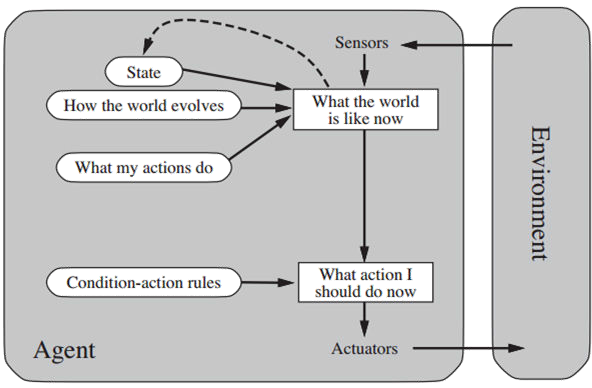 Sensors
State
How the world evolves
What the world
is like now
What my actions do
Condition-action rules
What action I
should do now
Agent
Actuators
Environment